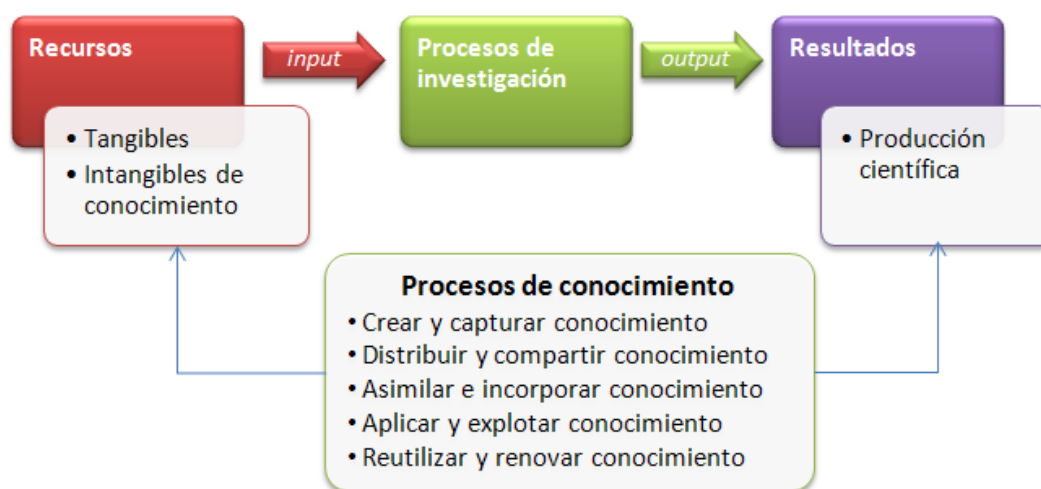 Recursos
input
Procesos de
investigación
output
Resultados
• Tangibles
• Intangibles de
conocimiento
• Producción
científica
Procesos de conocimiento
• Crear y capturar conocimiento
• Distribuir y compartir conocimiento
• Asimilar e incorporar conocimiento
• Aplicar y explotar conocimiento
• Reutilizar y renovar conocimiento